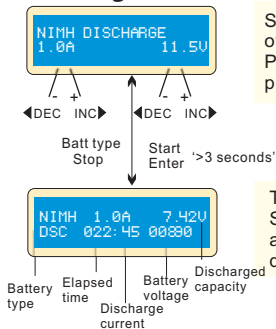 NIMH DISCHARGE
1.0A 11.5V
- + - +
DEC INC DEC INC
Batt type
Stop
Start
Enter '>3 seconds'
NIMH 1.0A 7.42V
DSC 022:45 00890
Battery
type
Elapsed
time
Discharge
current
Battery
voltage
Discharged
capacity